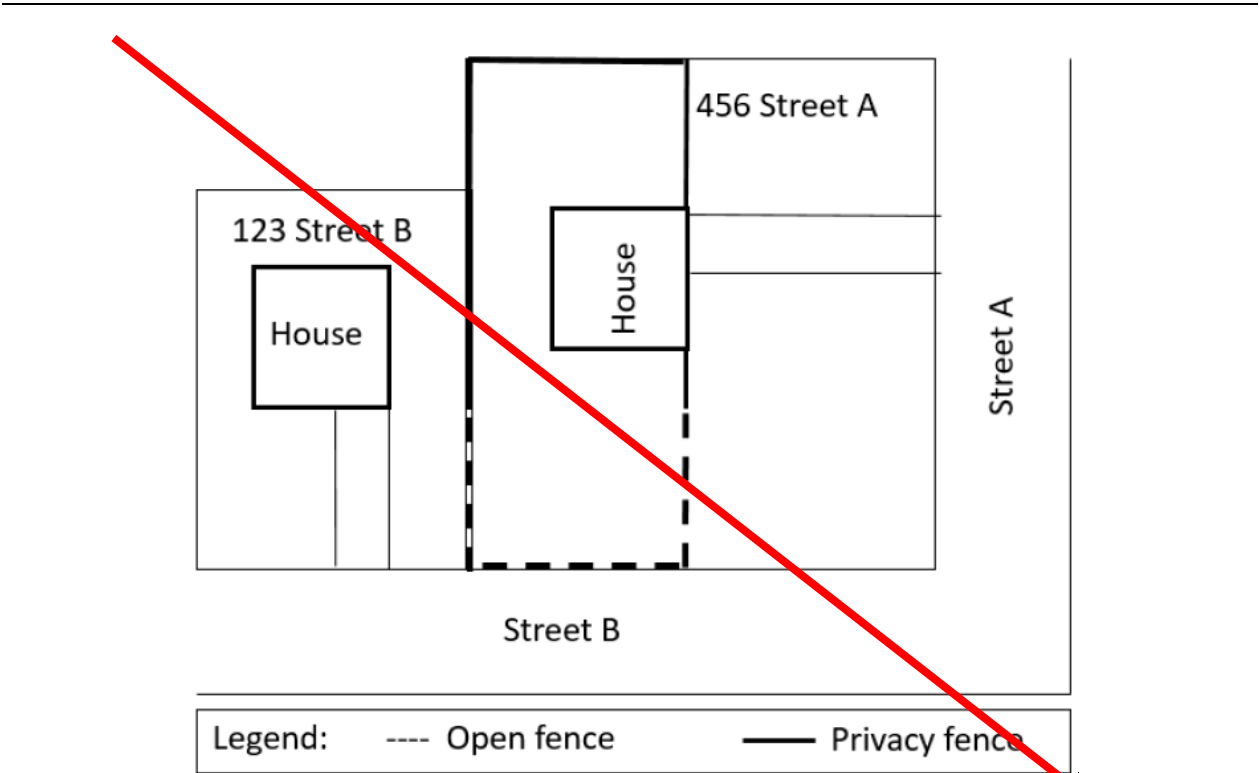 456 Street A
123 Street B
House
House
Street A
Street B
Legend: ---- Open fence Privacy fence